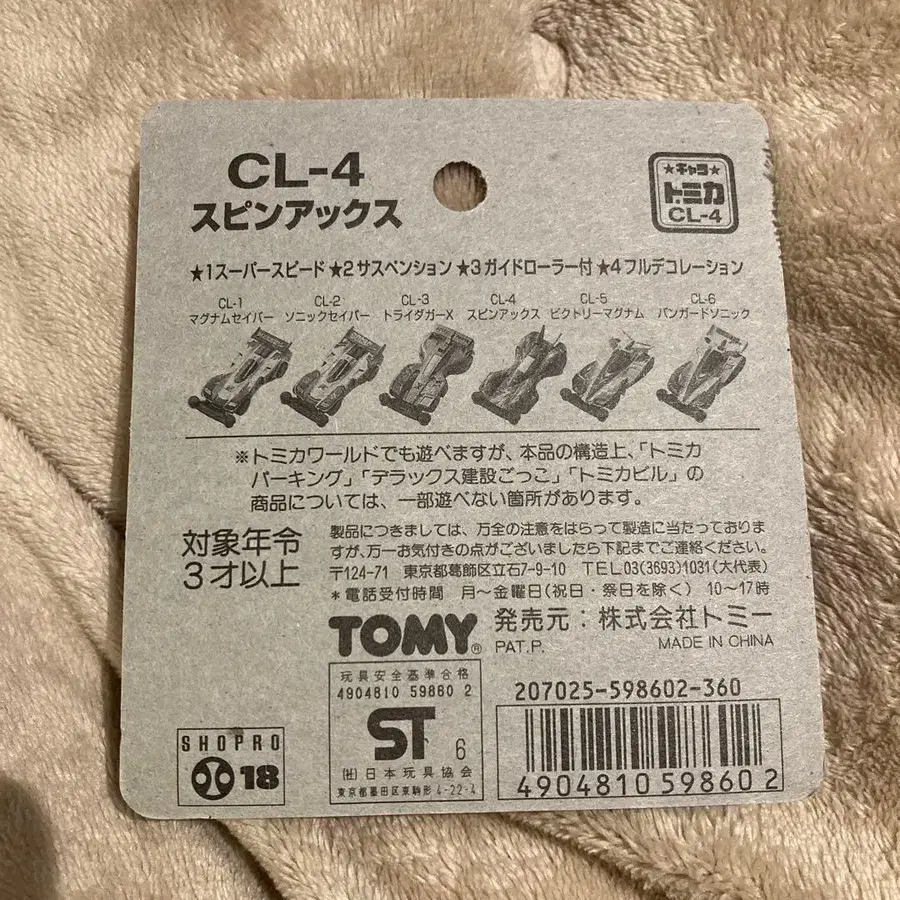 CL-4
スピンアックス
★チャヨ★
トミカ
CL-4
★1スーパースピード ★2サスペンション ★3ガイドローラー付 ★4フルデコレーション
CL-1 CL-2 CL-3 CL-4 CL-5 CL-6
マグナムセイバー ソニックセイバー トライダガーX スピンアックス ビクトリーマグナム バンガードソニック
※トミカワールドでも遊べますが、本品の構造上、「トミカ
パーキング」「デラックス建設ごっこ」「トミカビル」の
商品については、一部遊べない箇所があります。
対象年令
3才以上
製品につきましては、万全の注意をはらって製造に当たっておりま
すが、万一お気付きの点がございましたら下記までご連絡ください。
〒124-71 東京都葛飾区立石7-9-10 TEL03(3693)1031(大代表)
*電話受付時間 月〜金曜日(祝日・祭日を除く) 10〜17時
TOMY® 発売元:株式会社トミー
PAT.P. MADE IN CHINA
玩具安全基準合格
4904810 59860 2
ST 6
(社)日本玩具協会
東京都墨田区東駒形4-22-4
SHOPRO
18
207025-598602-360
4904810598602